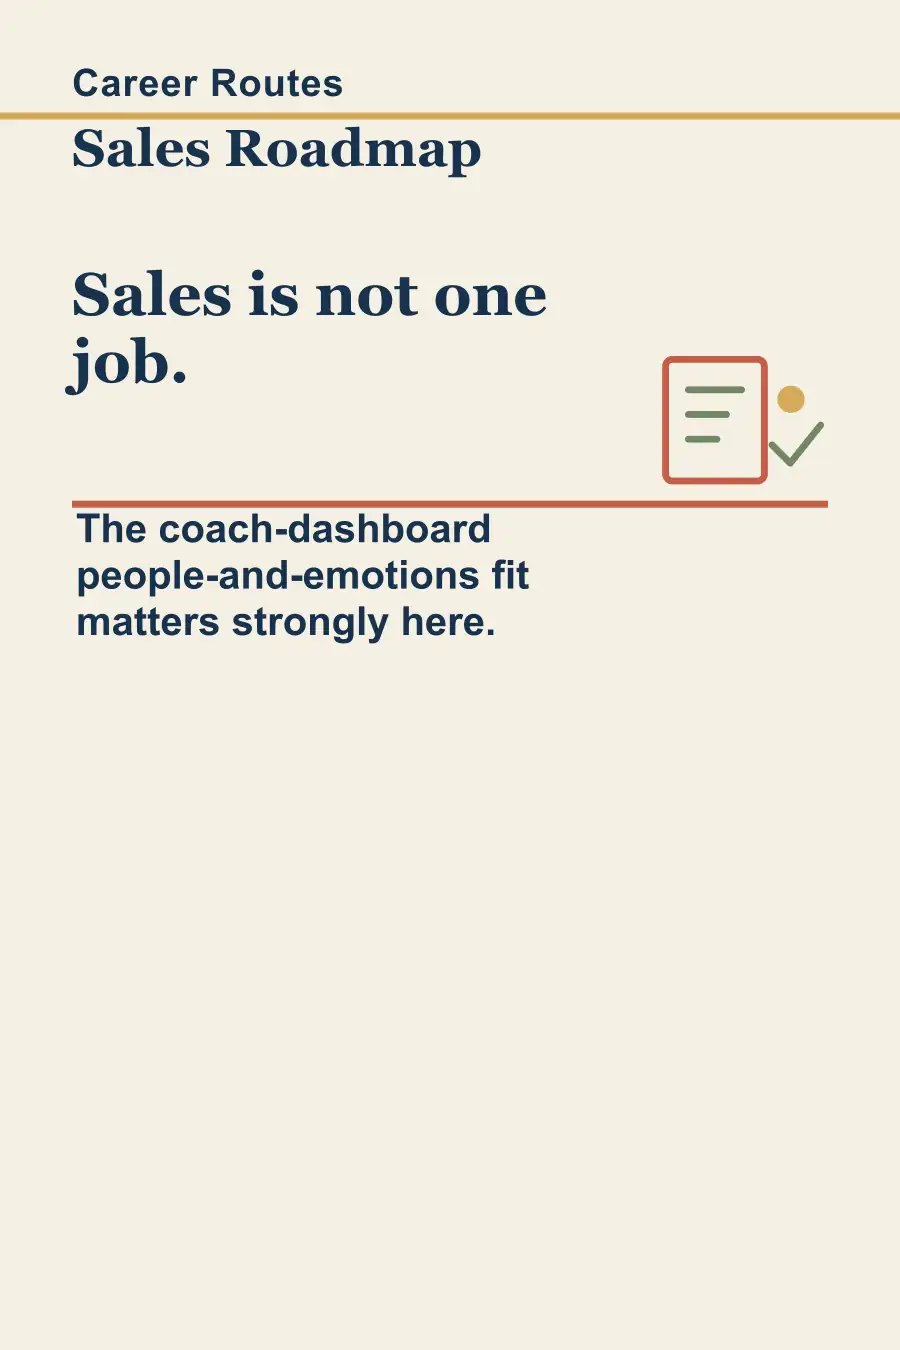 Career Routes
Sales Roadmap
Sales is not one
job.
The coach-dashboard
people-and-emotions fit
matters strongly here.